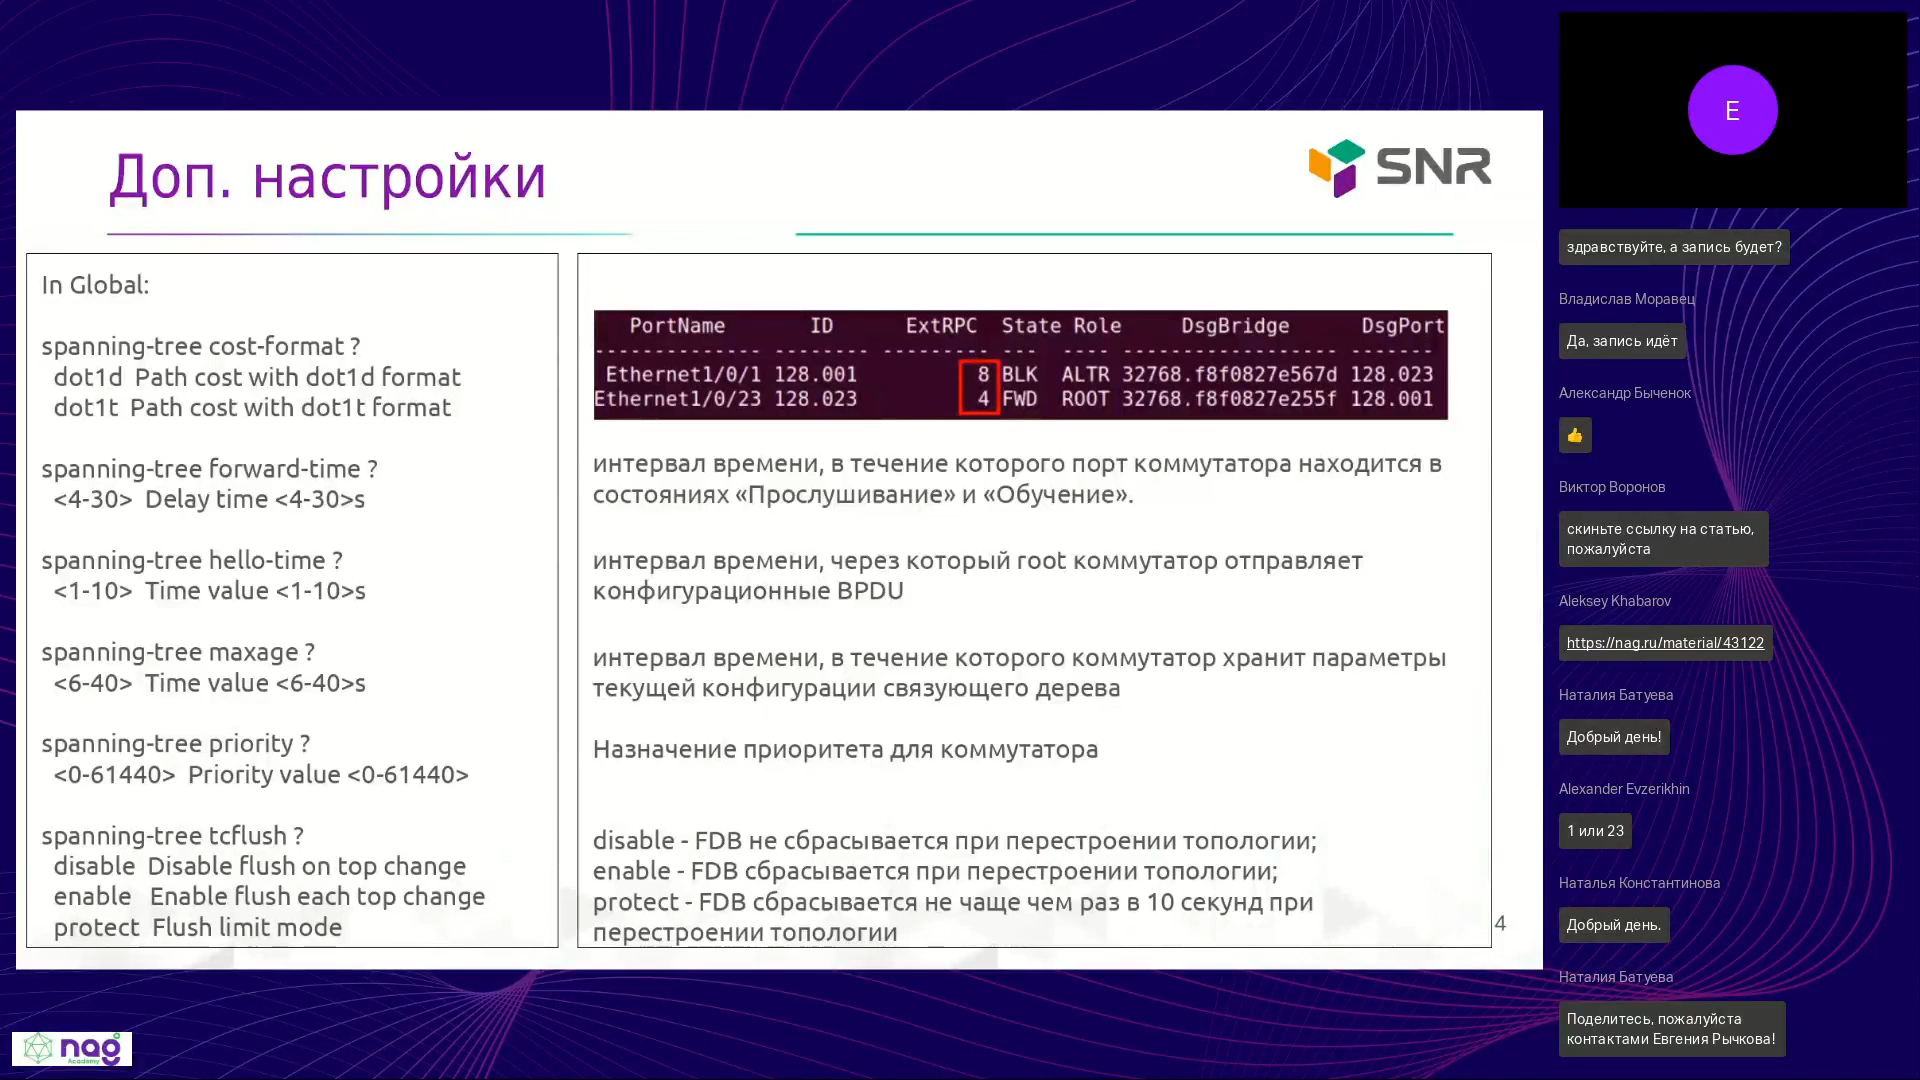 Доп. настройки
SNR
In Global:
spanning-tree cost-format ?
dot1d Path cost with dot1d format
dot1t Path cost with dot1t format
spanning-tree forward-time ?
<4-30> Delay time <4-30>s
spanning-tree hello-time ?
<1-10> Time value <1-10>s
spanning-tree maxage ?
<6-40> Time value <6-40>s
spanning-tree priority ?
<0-61440> Priority value <0-61440>
spanning-tree tcflush ?
disable Disable flush on top change
enable Enable flush each top change
protect Flush limit mode
PortName ID ExtRPC State Role DsgBridge DsgPort
-------------- -------- --------- --- ---- ------------------ -------
Ethernet1/0/1 128.001 8 BLK ALTR 32768.f8f0827e567d 128.023
Ethernet1/0/23 128.023 4 FWD ROOT 32768.f8f0827e255f 128.001
интервал времени, в течение которого порт коммутатора находится в
состояниях «Прослушивание» и «Обучение».
интервал времени, через который root коммутатор отправляет
конфигурационные BPDU
интервал времени, в течение которого коммутатор хранит параметры
текущей конфигурации связующего дерева
Назначение приоритета для коммутатора
disable - FDB не сбрасывается при перестроении топологии;
enable - FDB сбрасывается при перестроении топологии;
protect - FDB сбрасывается не чаще чем раз в 10 секунд при
перестроении топологии
4
nag
Academy
E
здравствуйте, а запись будет?
Владислав Моравец
Да, запись идёт
Александр Быченок
👍
Виктор Воронов
скиньте ссылку на статью,
пожалуйста
Aleksey Khabarov
https://nag.ru/material/43122
Наталия Батуева
Добрый день!
Alexander Evzerikhin
1 или 23
Наталья Константинова
Добрый день.
Наталия Батуева
Поделитесь, пожалуйста
контактами Евгения Рычкова!